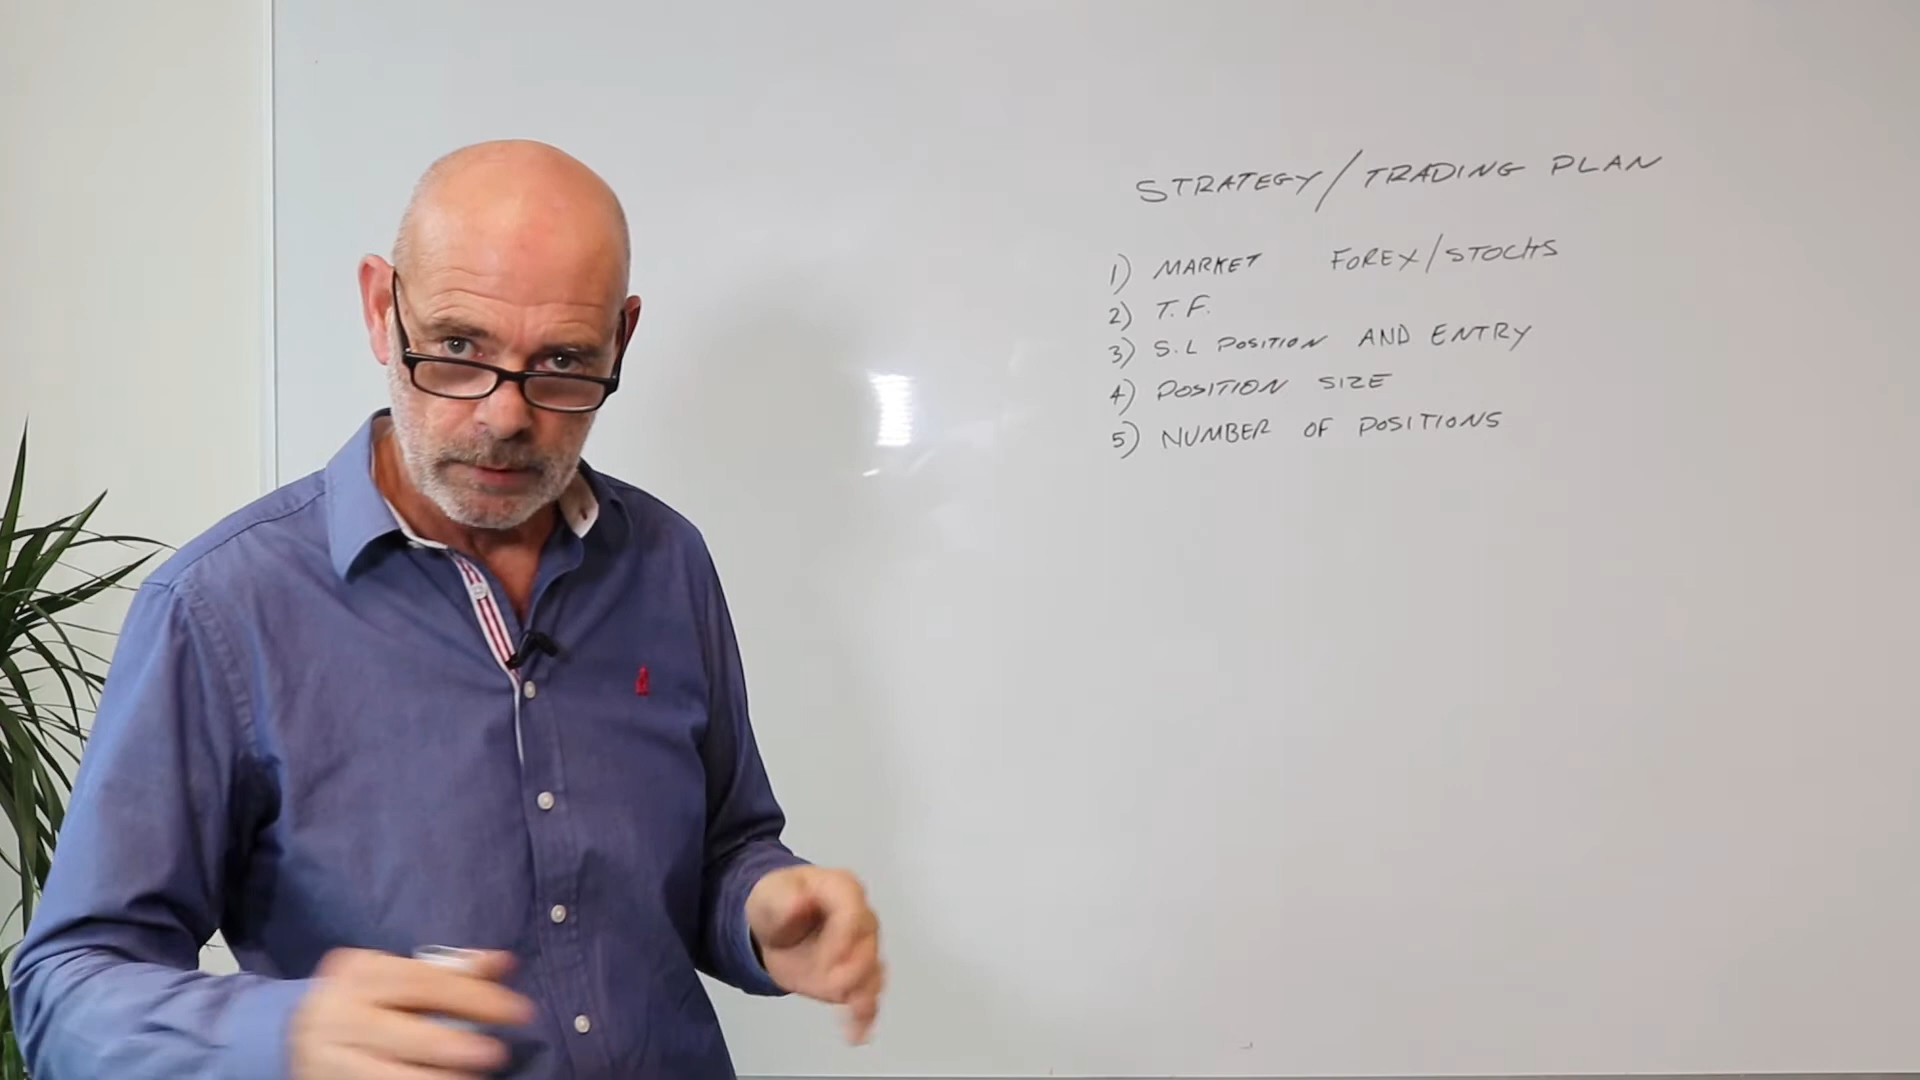 STRATEGY/TRADING PLAN
1) MARKET FOREX/STOCKS
2) T.F.
3) S.L POSITION AND ENTRY
4) POSITION SIZE
5) NUMBER OF POSITIONS